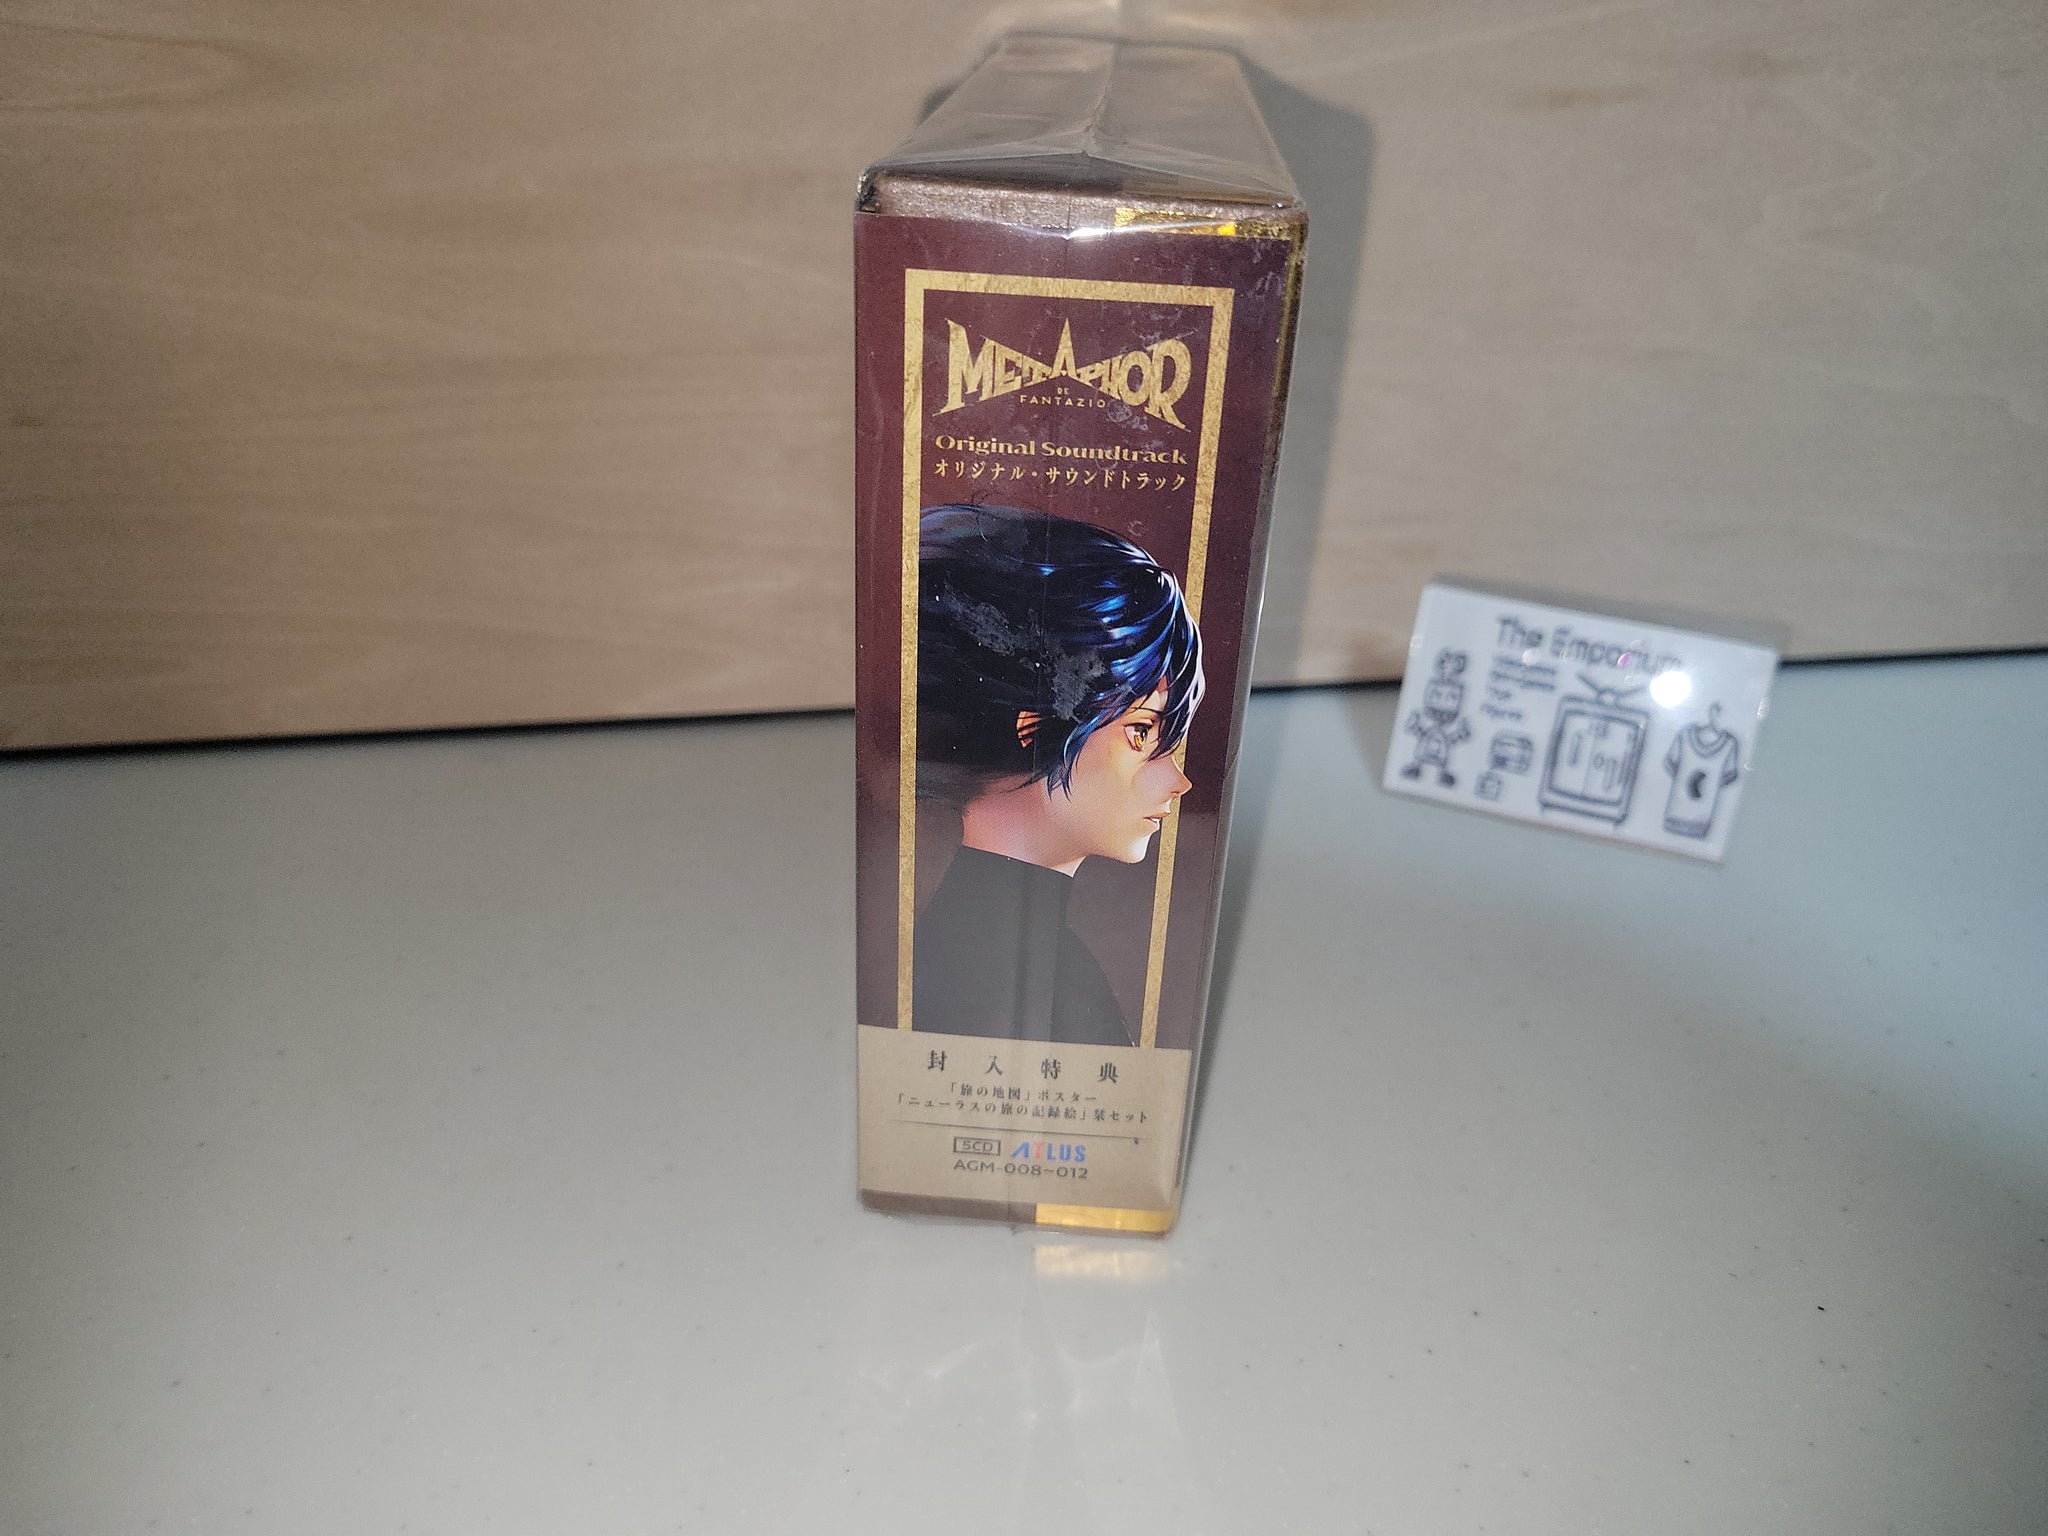 METAPHOR
RE
FANTAZIO
Original Soundtrack
オリジナル・サウンドトラック
封入特典
「旅の地図」ポスター
「ニューラスの旅の記録絵」栞セット
5CD ATLUS
AGM-008~012
The Emporium